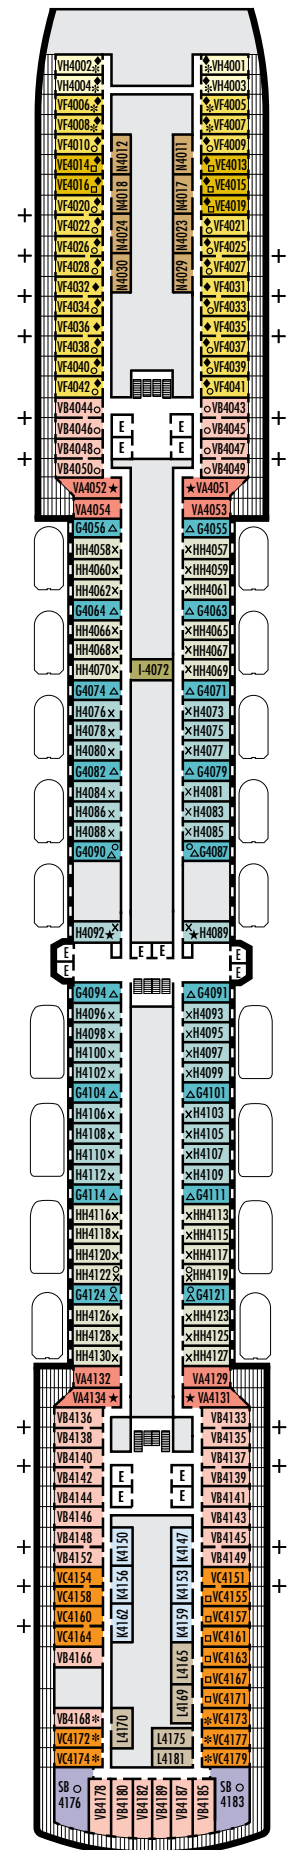 VH4002 VH4001
VH4004 VH4003
VF4006 VF4005
VF4008 VF4007
VF4010 N4012 N4011 VF4009
VE4014 VE4013
VE4016 N4018 N4017 VE4015
VF4020 VE4019
VF4022 N4024 N4023 VF4021
VF4026 VF4025
VF4028 N4030 N4029 VF4027
VF4032 VF4031
VF4034 VF4033
VF4036 VF4035
VF4038 VF4037
VF4040 VF4039
VF4042 VF4041
VB4044 VB4043
VB4046 E E VB4045
VB4048 E E VB4047
VB4050 VB4049
VA4052 ★ ★ VA4051
VA4054 VA4053
G4056 △ △ G4055
HH4058 X X HH4057
HH4060 X X HH4059
HH4062 X X HH4061
G4064 △ △ G4063
HH4066 X X HH4065
HH4068 X X HH4067
HH4070 X I-4072 X HH4069
G4074 △ △ G4071
H4076 X X H4073
H4078 X X H4075
H4080 X X H4077
G4082 △ △ G4079
H4084 X X H4081
H4086 X X H4083
H4088 X X H4085
G4090 △ △ G4087
H4092 ★ ★ H4089
E E E E
E E
G4094 △ △ G4091
H4096 X X H4093
H4098 X X H4095
H4100 X X H4097
H4102 X X H4099
G4104 △ △ G4101
H4106 X X H4103
H4108 X X H4105
H4110 X X H4107
H4112 X X H4109
G4114 △ △ G4111
HH4116 X X HH4113
HH4118 X X HH4115
HH4120 X X HH4117
HH4122 X X HH4119
G4124 △ △ G4121
HH4126 X X HH4123
HH4128 X X HH4125
HH4130 X X HH4127
VA4132 VA4129
VA4134 ★ ★ VA4131
VB4136 VB4133
VB4138 VB4135
VB4140 VB4137
VB4142 E E VB4139
VB4144 E E VB4141
VB4146 VB4143
VB4148 K4150 K4147 VB4145
VB4152 VB4149
VC4154 K4156 K4153 VC4151
VC4158 VC4155
VC4160 K4162 K4159 VC4157
VC4164 VC4161
VB4166 L4165 VC4163
VC4167
L4169 VC4171
VB4168 * L4170 * VC4173
VC4172 * L4175 * VC4177
VC4174 * L4181 * VC4179
SB 4176 VB4178 VB4180 VB4182 VB4189 VB4187 VB4185 SB 4183